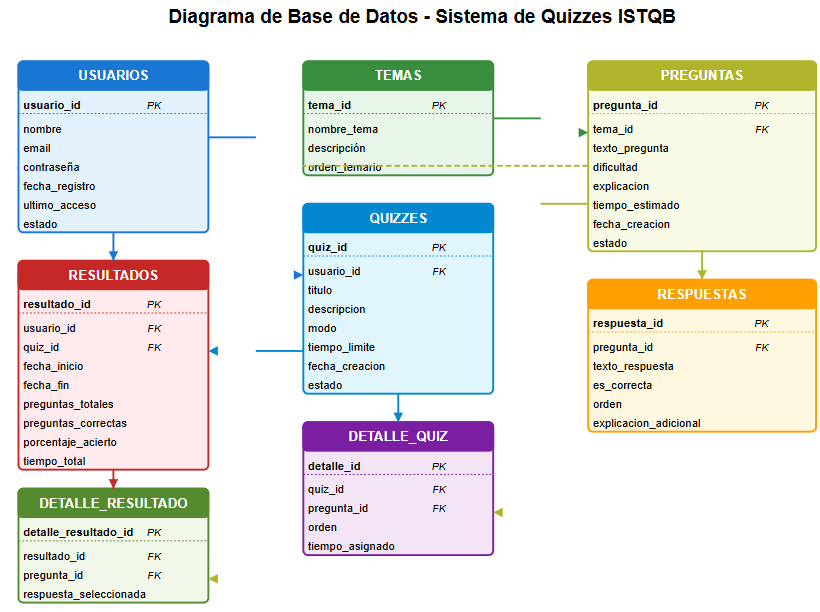 Diagrama de Base de Datos - Sistema de Quizzes ISTQB
USUARIOS
usuario_id PK
nombre
email
contraseña
fecha_registro
ultimo_acceso
estado
TEMAS
tema_id PK
nombre_tema
descripción
orden_temario
PREGUNTAS
pregunta_id PK
tema_id FK
texto_pregunta
dificultad
explicacion
tiempo_estimado
fecha_creacion
estado
QUIZZES
quiz_id PK
usuario_id FK
titulo
descripcion
modo
tiempo_limite
fecha_creacion
estado
RESULTADOS
resultado_id PK
usuario_id FK
quiz_id FK
fecha_inicio
fecha_fin
preguntas_totales
preguntas_correctas
porcentaje_acierto
tiempo_total
RESPUESTAS
respuesta_id PK
pregunta_id FK
texto_respuesta
es_correcta
orden
explicacion_adicional
DETALLE_QUIZ
detalle_id PK
quiz_id FK
pregunta_id FK
orden
tiempo_asignado
DETALLE_RESULTADO
detalle_resultado_id PK
resultado_id FK
pregunta_id FK
respuesta_seleccionada